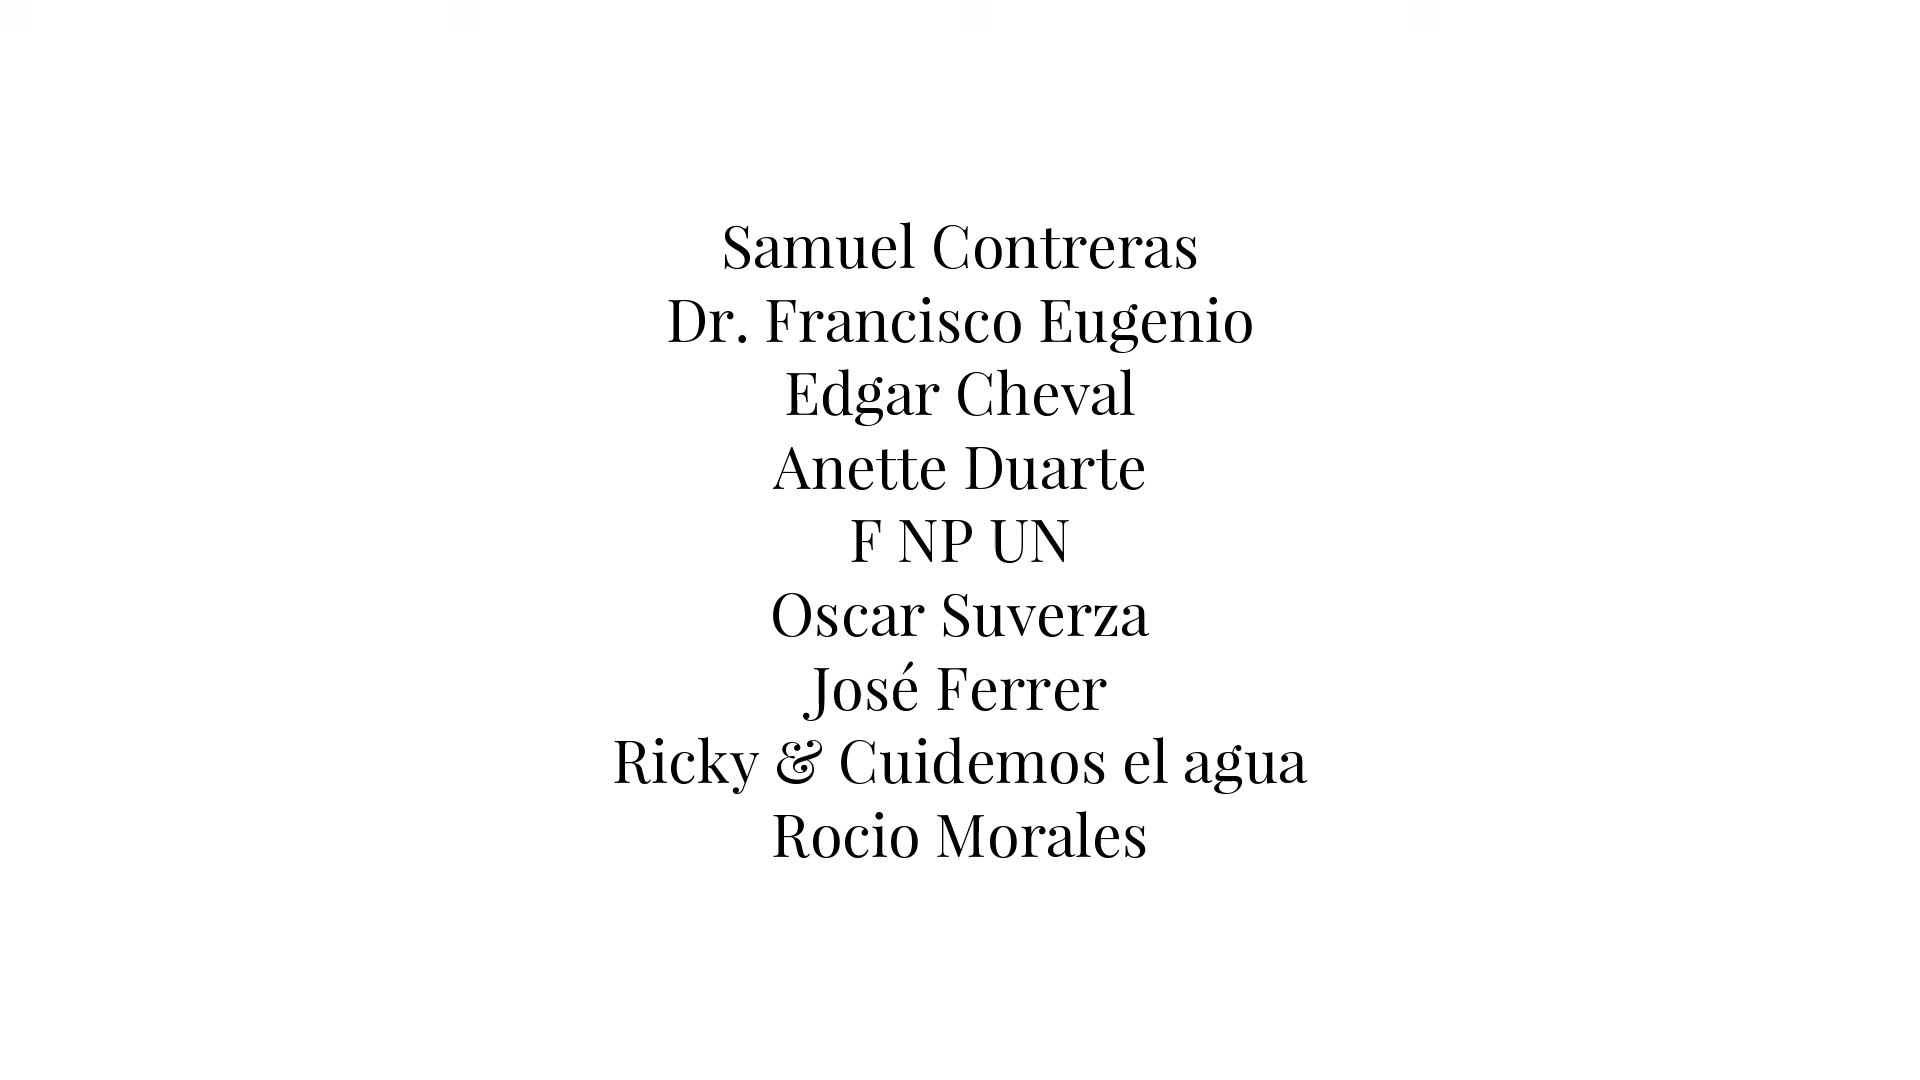 Samuel Contreras
Dr. Francisco Eugenio
Edgar Cheval
Anette Duarte
F NP UN
Oscar Suverza
José Ferrer
Ricky & Cuidemos el agua
Rocio Morales